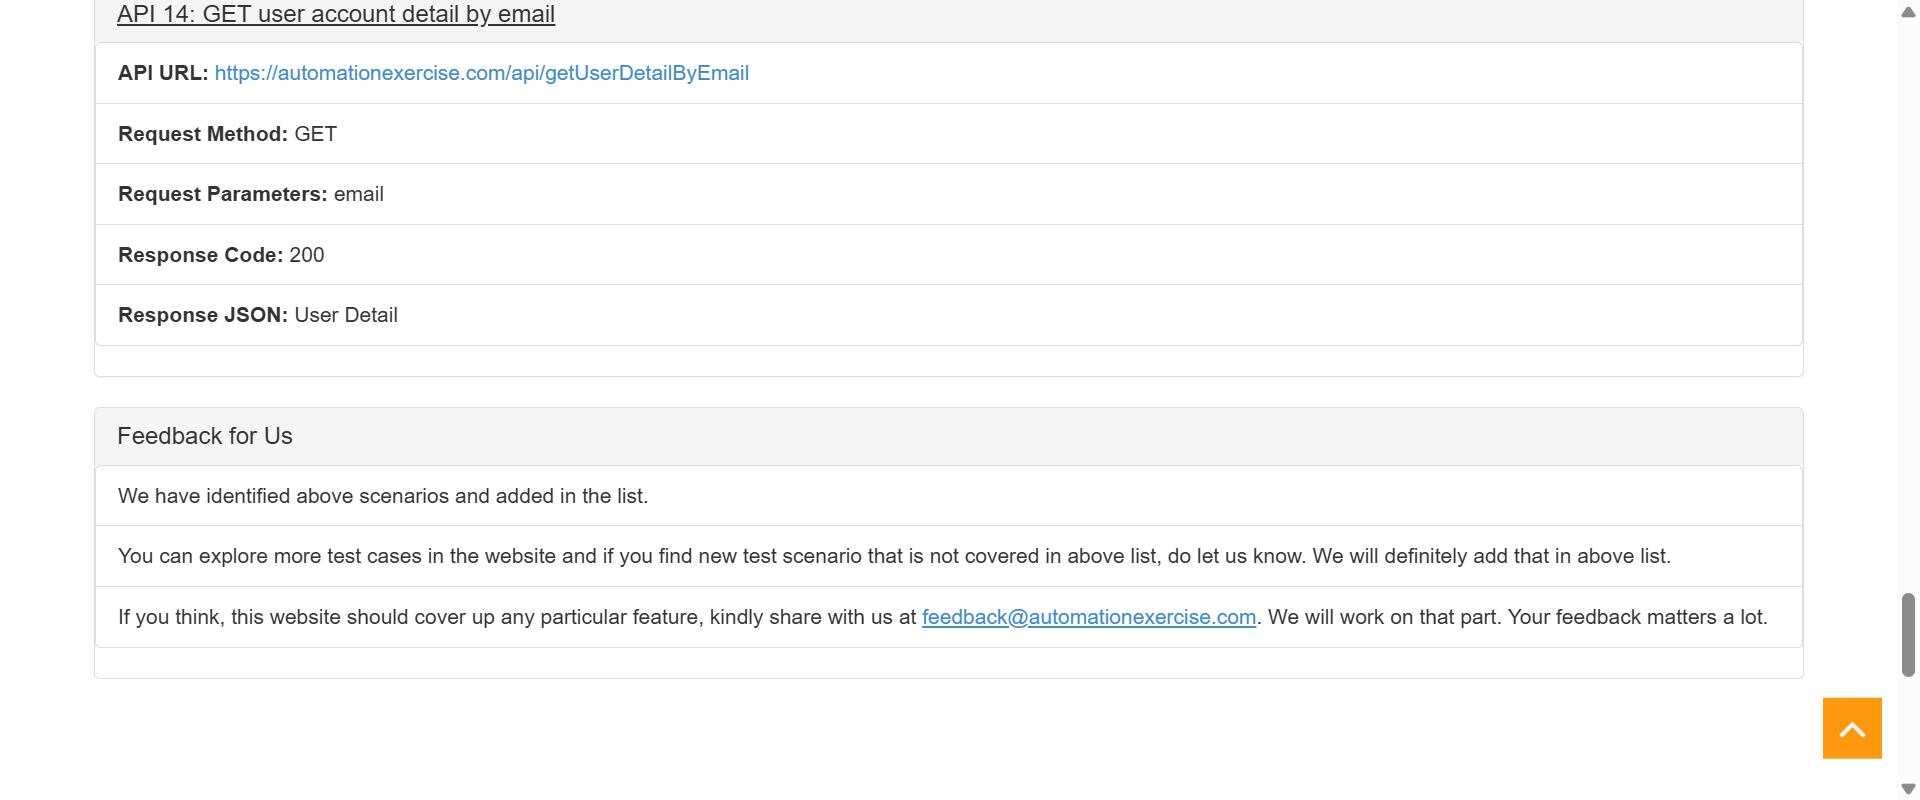 API 14: GET user account detail by email
API URL: https://automationexercise.com/api/getUserDetailByEmail
Request Method: GET
Request Parameters: email
Response Code: 200
Response JSON: User Detail
Feedback for Us
We have identified above scenarios and added in the list.
You can explore more test cases in the website and if you find new test scenario that is not covered in above list, do let us know. We will definitely add that in above list.
If you think, this website should cover up any particular feature, kindly share with us at feedback@automationexercise.com. We will work on that part. Your feedback matters a lot.